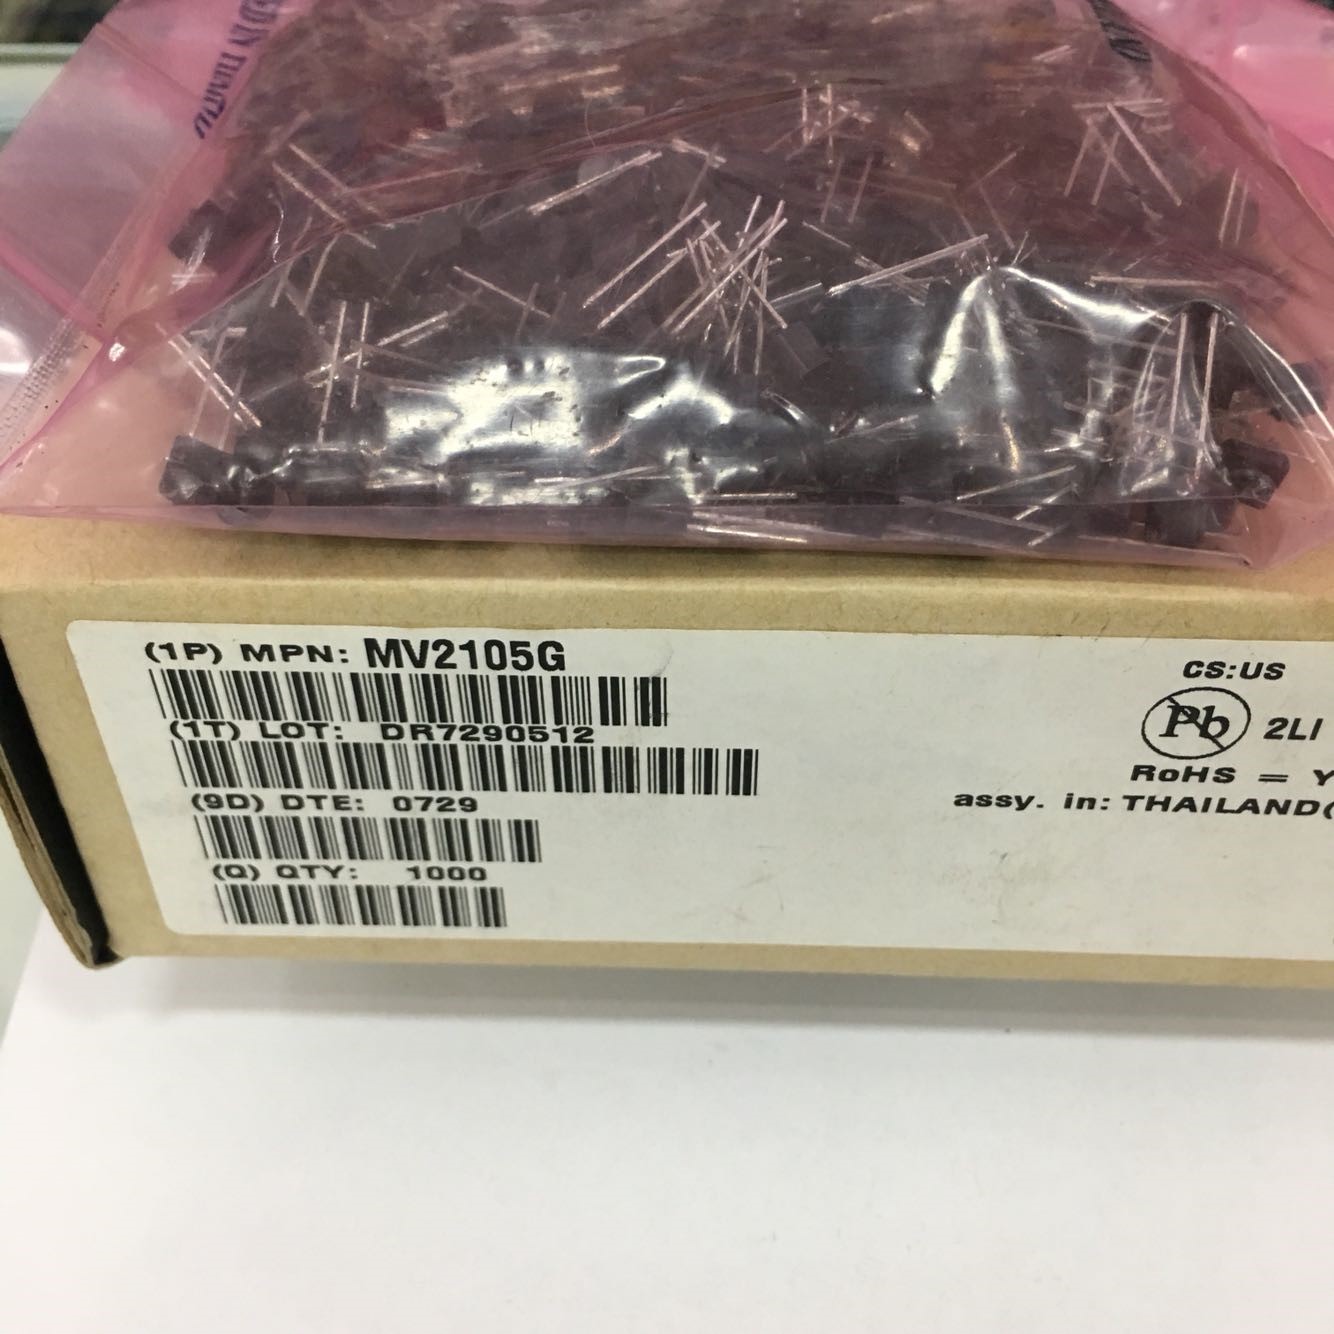 (1P) MPN: MV2105G
(1T) LOT: DR7290512
(9D) DTE: 0729
(Q) QTY: 1000
CS:US
Pb 2LI
RoHS = Y
assy. in: THAILAND(